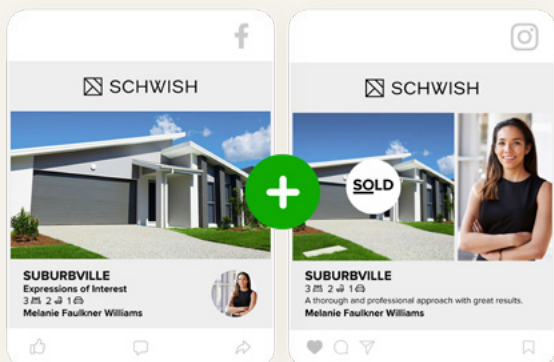 SCHWISH
SUBURBVILLE
Expressions of Interest
3 2 1
Melanie Faulkner Williams
SCHWISH
SOLD
SUBURBVILLE
3 2 1
A thorough and professional approach with great results.
Melanie Faulkner Williams